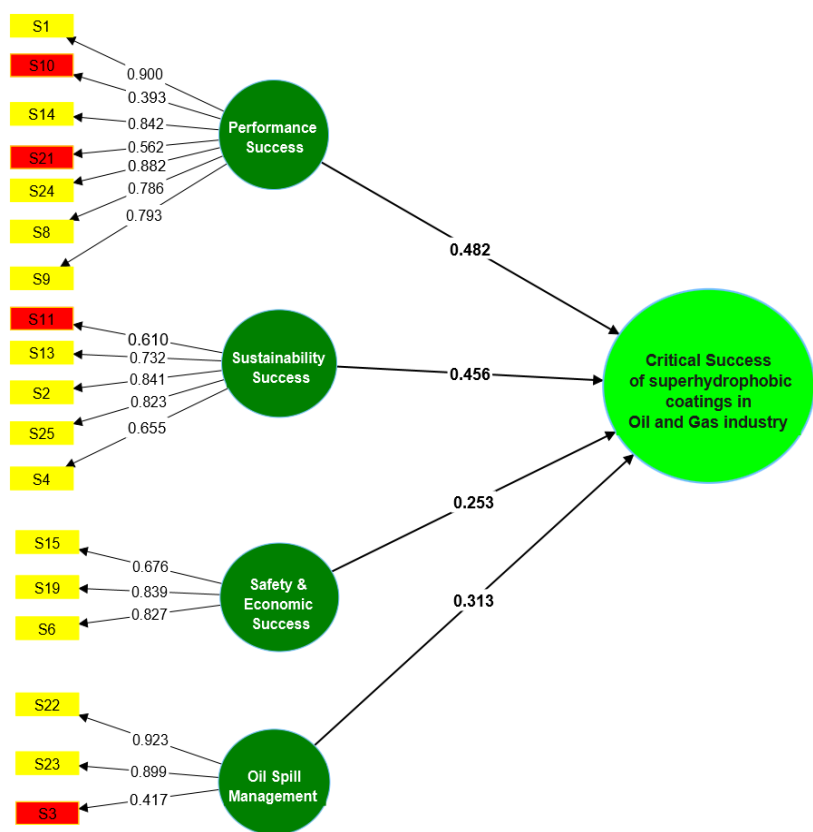 S1
S10
S14
S21
S24
S8
S9
0.900
0.393
0.842
0.562
0.882
0.786
0.793
Performance
Success
0.482
S11
S13
S2
S25
S4
0.610
0.732
0.841
0.823
0.655
Sustainability
Success
0.456
Critical Success
of superhydrophobic
coatings in
Oil and Gas industry
S15
S19
S6
0.676
0.839
0.827
Safety &
Economic
Success
0.253
S22
S23
S3
0.923
0.899
0.417
Oil Spill
Management
0.313